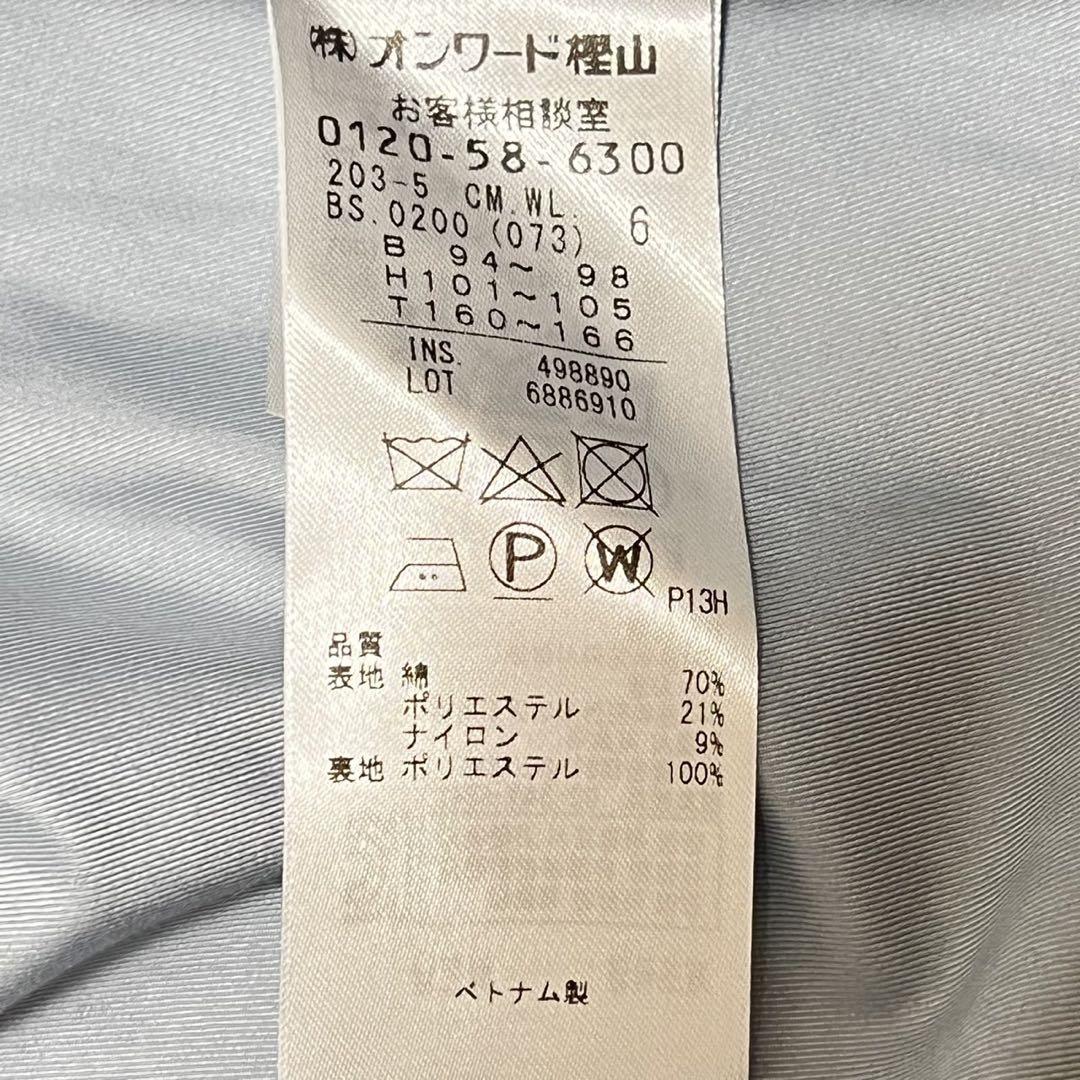 (株)オンワード樫山
お客様相談室
0120-58-6300
203-5 CM.WL. 6
BS.0200 (073)
B 94~ 98
H101~105
T160~166
INS. 498890
LOT 6886910
P
W
P13H
品質
表地 綿 70%
ポリエステル 21%
ナイロン 9%
裏地 ポリエステル 100%
ベトナム製